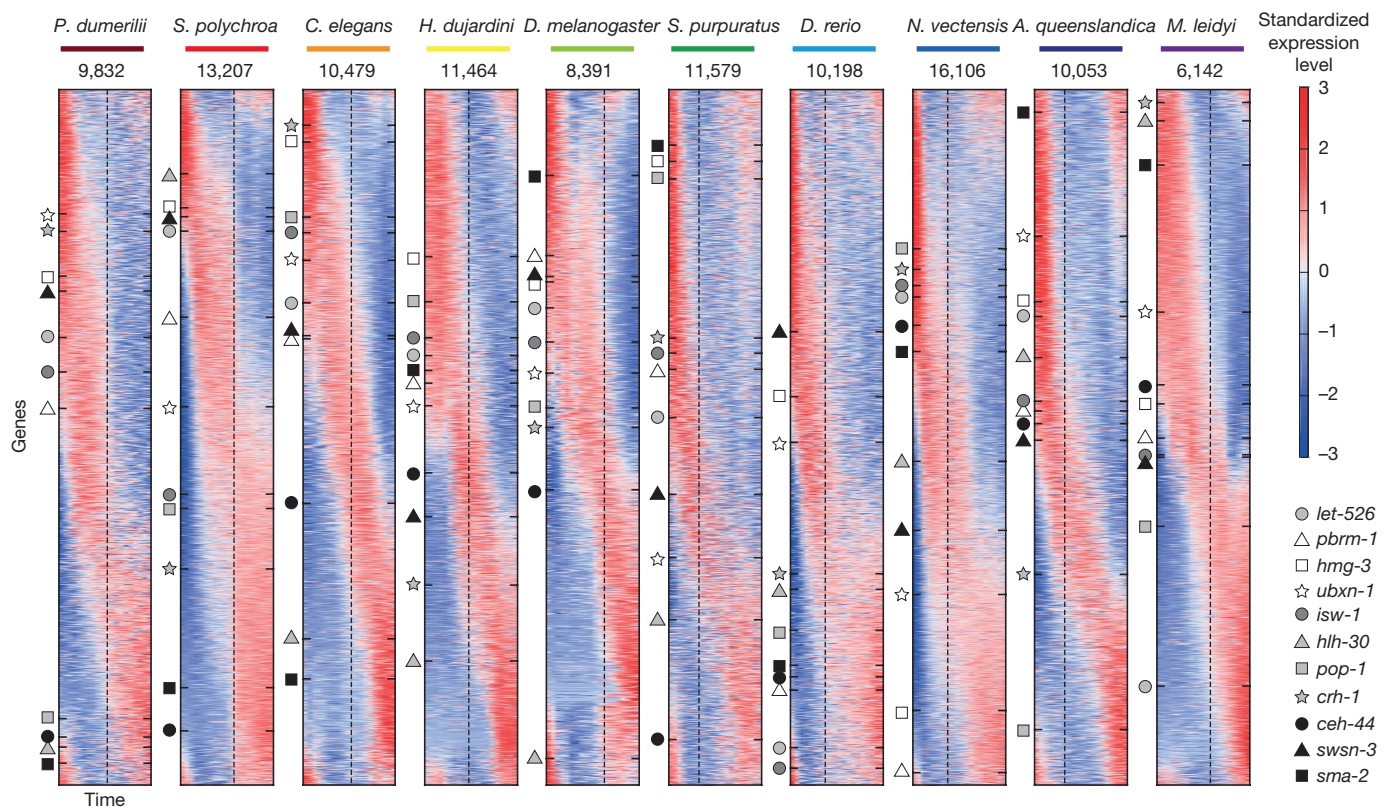 P. dumerilii S. polychroa C. elegans H. dujardini D. melanogaster S. purpuratus D. rerio N. vectensis A. queenslandica M. leidyi
9,832 13,207 10,479 11,464 8,391 11,579 10,198 16,106 10,053 6,142
Standardized
expression
level
3
2
1
0
–1
–2
–3
Genes
Time
let-526
pbrm-1
hmg-3
ubxn-1
isw-1
hlh-30
pop-1
crh-1
ceh-44
swsn-3
sma-2